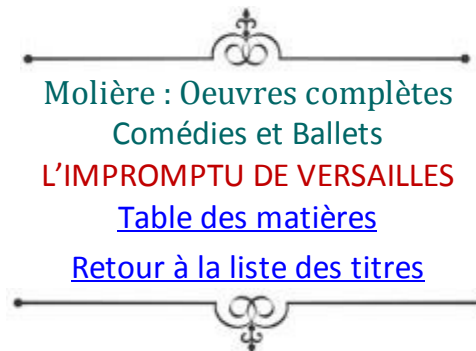 Molière : Oeuvres complètes
Comédies et Ballets
L’IMPROMPTU DE VERSAILLES
Table des matières
Retour à la liste des titres